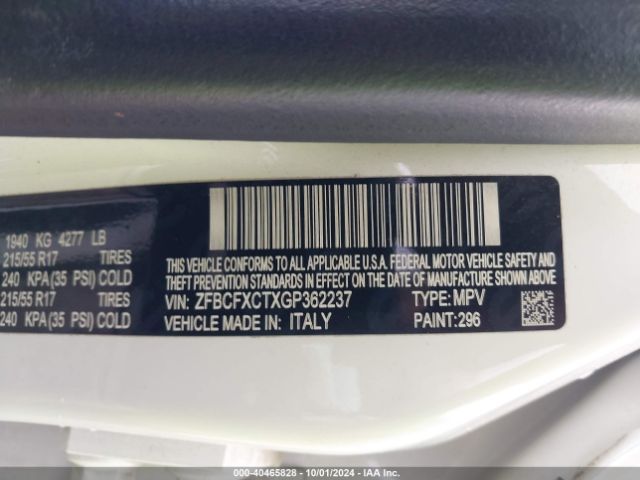 1940 KG 4277 LB
215/55 R17 TIRES
240 KPA(35 PSI) COLD
215/55 R17 TIRES
240 KPA(35 PSI) COLD
THIS VEHICLE CONFORMS TO ALL APPLICABLE U.S.A. FEDERAL MOTOR VEHICLE SAFETY,
BUMPER, AND THEFT PREVENTION STANDARDS IN EFFECT ON THE DATE OF MANUFACTURE SHOWN ABOVE.
VIN: ZFBCFXCTXGP362237 TYPE: MPV
VEHICLE MADE IN: ITALY PAINT:296
000-40465828 - 10/01/2024 - IAA Inc.